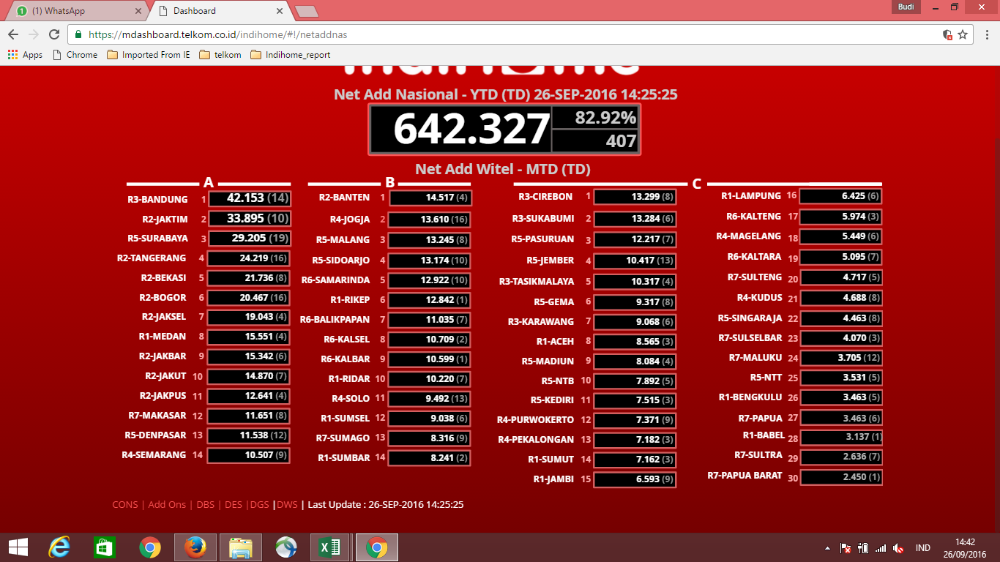 (1) WhatsApp
Dashboard
Budi
https://mdashboard.telkom.co.id/indihome/#!/netaddnas
Apps Chrome Imported From IE telkom Indihome_report
Net Add Nasional - YTD (TD) 26-SEP-2016 14:25:25
642.327
82.92%
407
Net Add Witel - MTD (TD)
A
R3-BANDUNG 1 42.153 (14)
R2-JAKTIM 2 33.895 (10)
R5-SURABAYA 3 29.205 (19)
R2-TANGERANG 4 24.219 (16)
R2-BEKASI 5 21.736 (8)
R2-BOGOR 6 20.467 (16)
R2-JAKSEL 7 19.043 (4)
R1-MEDAN 8 15.551 (4)
R2-JAKBAR 9 15.342 (6)
R2-JAKUT 10 14.870 (7)
R2-JAKPUS 11 12.641 (4)
R7-MAKASAR 12 11.651 (8)
R5-DENPASAR 13 11.538 (12)
R4-SEMARANG 14 10.507 (9)
B
R2-BANTEN 1 14.517 (4)
R4-JOGJA 2 13.610 (16)
R5-MALANG 3 13.245 (8)
R5-SIDOARJO 4 13.174 (10)
R6-SAMARINDA 5 12.922 (10)
R1-RIKEP 6 12.842 (1)
R6-BALIKPAPAN 7 11.035 (7)
R6-KALSEL 8 10.709 (2)
R6-KALBAR 9 10.599 (1)
R1-RIDAR 10 10.220 (7)
R4-SOLO 11 9.492 (13)
R1-SUMSEL 12 9.038 (6)
R7-SUMAGO 13 8.316 (9)
R1-SUMBAR 14 8.241 (2)
C
R3-CIREBON 1 13.299 (8)
R3-SUKABUMI 2 13.284 (6)
R5-PASURUAN 3 12.217 (7)
R5-JEMBER 4 10.417 (13)
R3-TASIKMALAYA 5 10.317 (4)
R5-GEMA 6 9.317 (8)
R3-KARAWANG 7 9.068 (6)
R1-ACEH 8 8.565 (3)
R5-MADIUN 9 8.084 (4)
R5-NTB 10 7.892 (5)
R5-KEDIRI 11 7.515 (3)
R4-PURWOKERTO 12 7.371 (9)
R4-PEKALONGAN 13 7.182 (3)
R1-SUMUT 14 7.162 (3)
R1-JAMBI 15 6.593 (9)
R1-LAMPUNG 16 6.425 (6)
R6-KALTENG 17 5.974 (3)
R4-MAGELANG 18 5.449 (6)
R6-KALTARA 19 5.095 (7)
R7-SULTENG 20 4.717 (5)
R4-KUDUS 21 4.688 (8)
R5-SINGARAJA 22 4.463 (8)
R7-SULSELBAR 23 4.070 (3)
R7-MALUKU 24 3.705 (12)
R5-NTT 25 3.531 (5)
R1-BENGKULU 26 3.463 (5)
R7-PAPUA 27 3.463 (6)
R1-BABEL 28 3.137 (1)
R7-SULTRA 29 2.636 (7)
R7-PAPUA BARAT 30 2.450 (1)
CONS | Add Ons | DBS | DES |DGS |DWS | Last Update : 26-SEP-2016 14:25:25
IND
14:42
26/09/2016